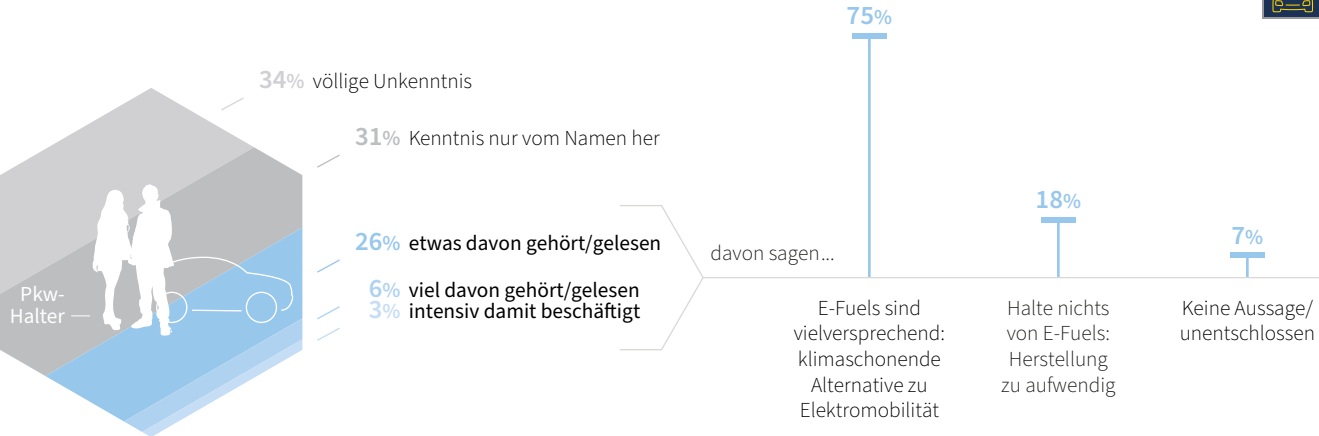 75%
34% völlige Unkenntnis
31% Kenntnis nur vom Namen her
18%
26% etwas davon gehört/gelesen
davon sagen...
7%
6% viel davon gehört/gelesen
3% intensiv damit beschäftigt
Pkw-
Halter
E-Fuels sind
vielversprechend:
klimaschonende
Alternative zu
Elektromobilität
Halte nichts
von E-Fuels:
Herstellung
zu aufwendig
Keine Aussage/
unentschlossen